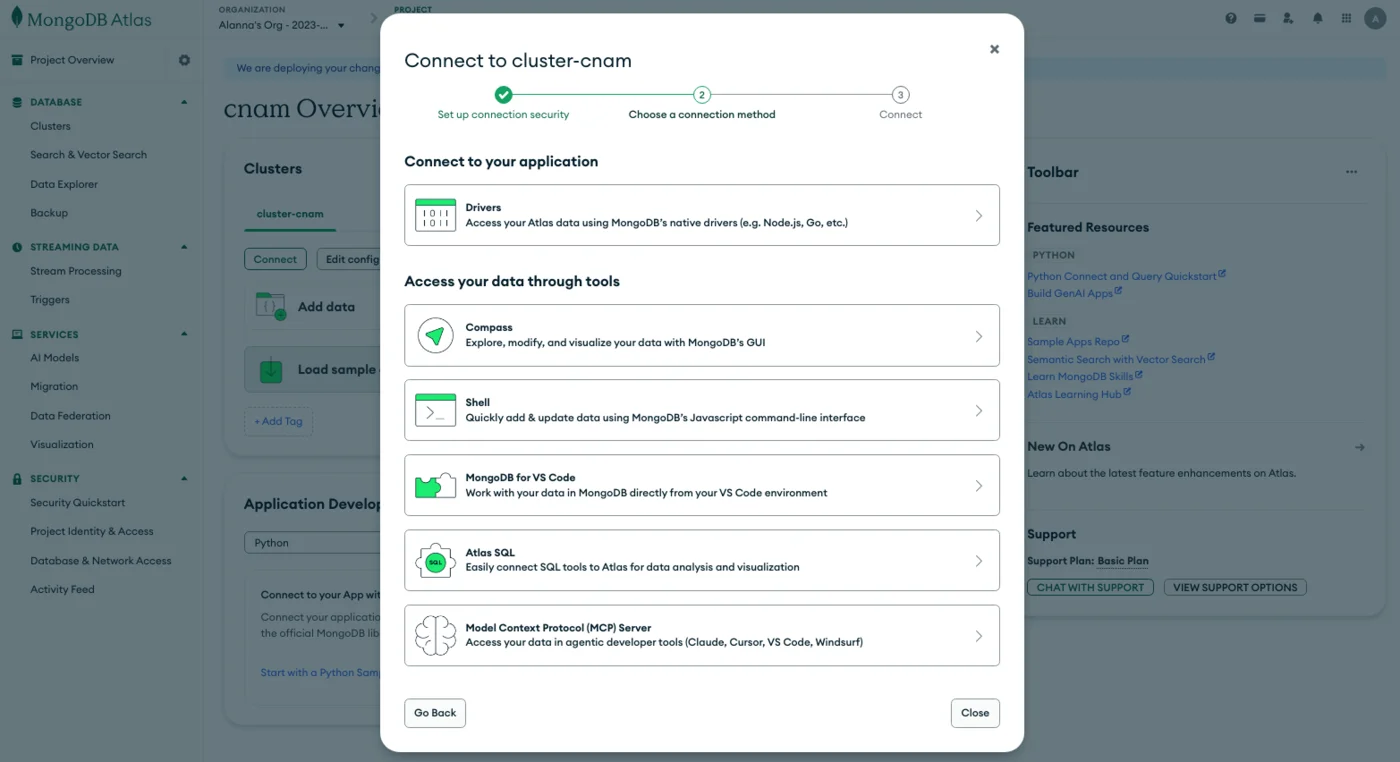 MongoDB Atlas
ORGANIZATION
Alanna's Org - 2023-...
PROJECT
A
Project Overview
DATABASE
Clusters
Search & Vector Search
Data Explorer
Backup
STREAMING DATA
Stream Processing
Triggers
SERVICES
AI Models
Migration
Data Federation
Visualization
SECURITY
Security Quickstart
Project Identity & Access
Database & Network Access
Activity Feed
We are deploying your chang
cnam Overvi
Clusters
cluster-cnam
Connect
Edit config
Add data
Load sample
+ Add Tag
Application Develop
Python
Connect to your App wit
Connect your applicatio
the official MongoDB lib
Start with a Python Samp
Connect to cluster-cnam
2
3
Set up connection security
Choose a connection method
Connect
Connect to your application
Drivers
Access your Atlas data using MongoDB's native drivers (e.g. Node.js, Go, etc.)
Access your data through tools
Compass
Explore, modify, and visualize your data with MongoDB's GUI
Shell
Quickly add & update data using MongoDB's Javascript command-line interface
MongoDB for VS Code
Work with your data in MongoDB directly from your VS Code environment
SQL
Atlas SQL
Easily connect SQL tools to Atlas for data analysis and visualization
Model Context Protocol (MCP) Server
Access your data in agentic developer tools (Claude, Cursor, VS Code, Windsurf)
Go Back
Close
Toolbar
Featured Resources
PYTHON
Python Connect and Query Quickstart
Build GenAI Apps
LEARN
Sample Apps Repo
Semantic Search with Vector Search
Learn MongoDB Skills
Atlas Learning Hub
New On Atlas
Learn about the latest feature enhancements on Atlas.
Support
Support Plan: Basic Plan
CHAT WITH SUPPORT
VIEW SUPPORT OPTIONS